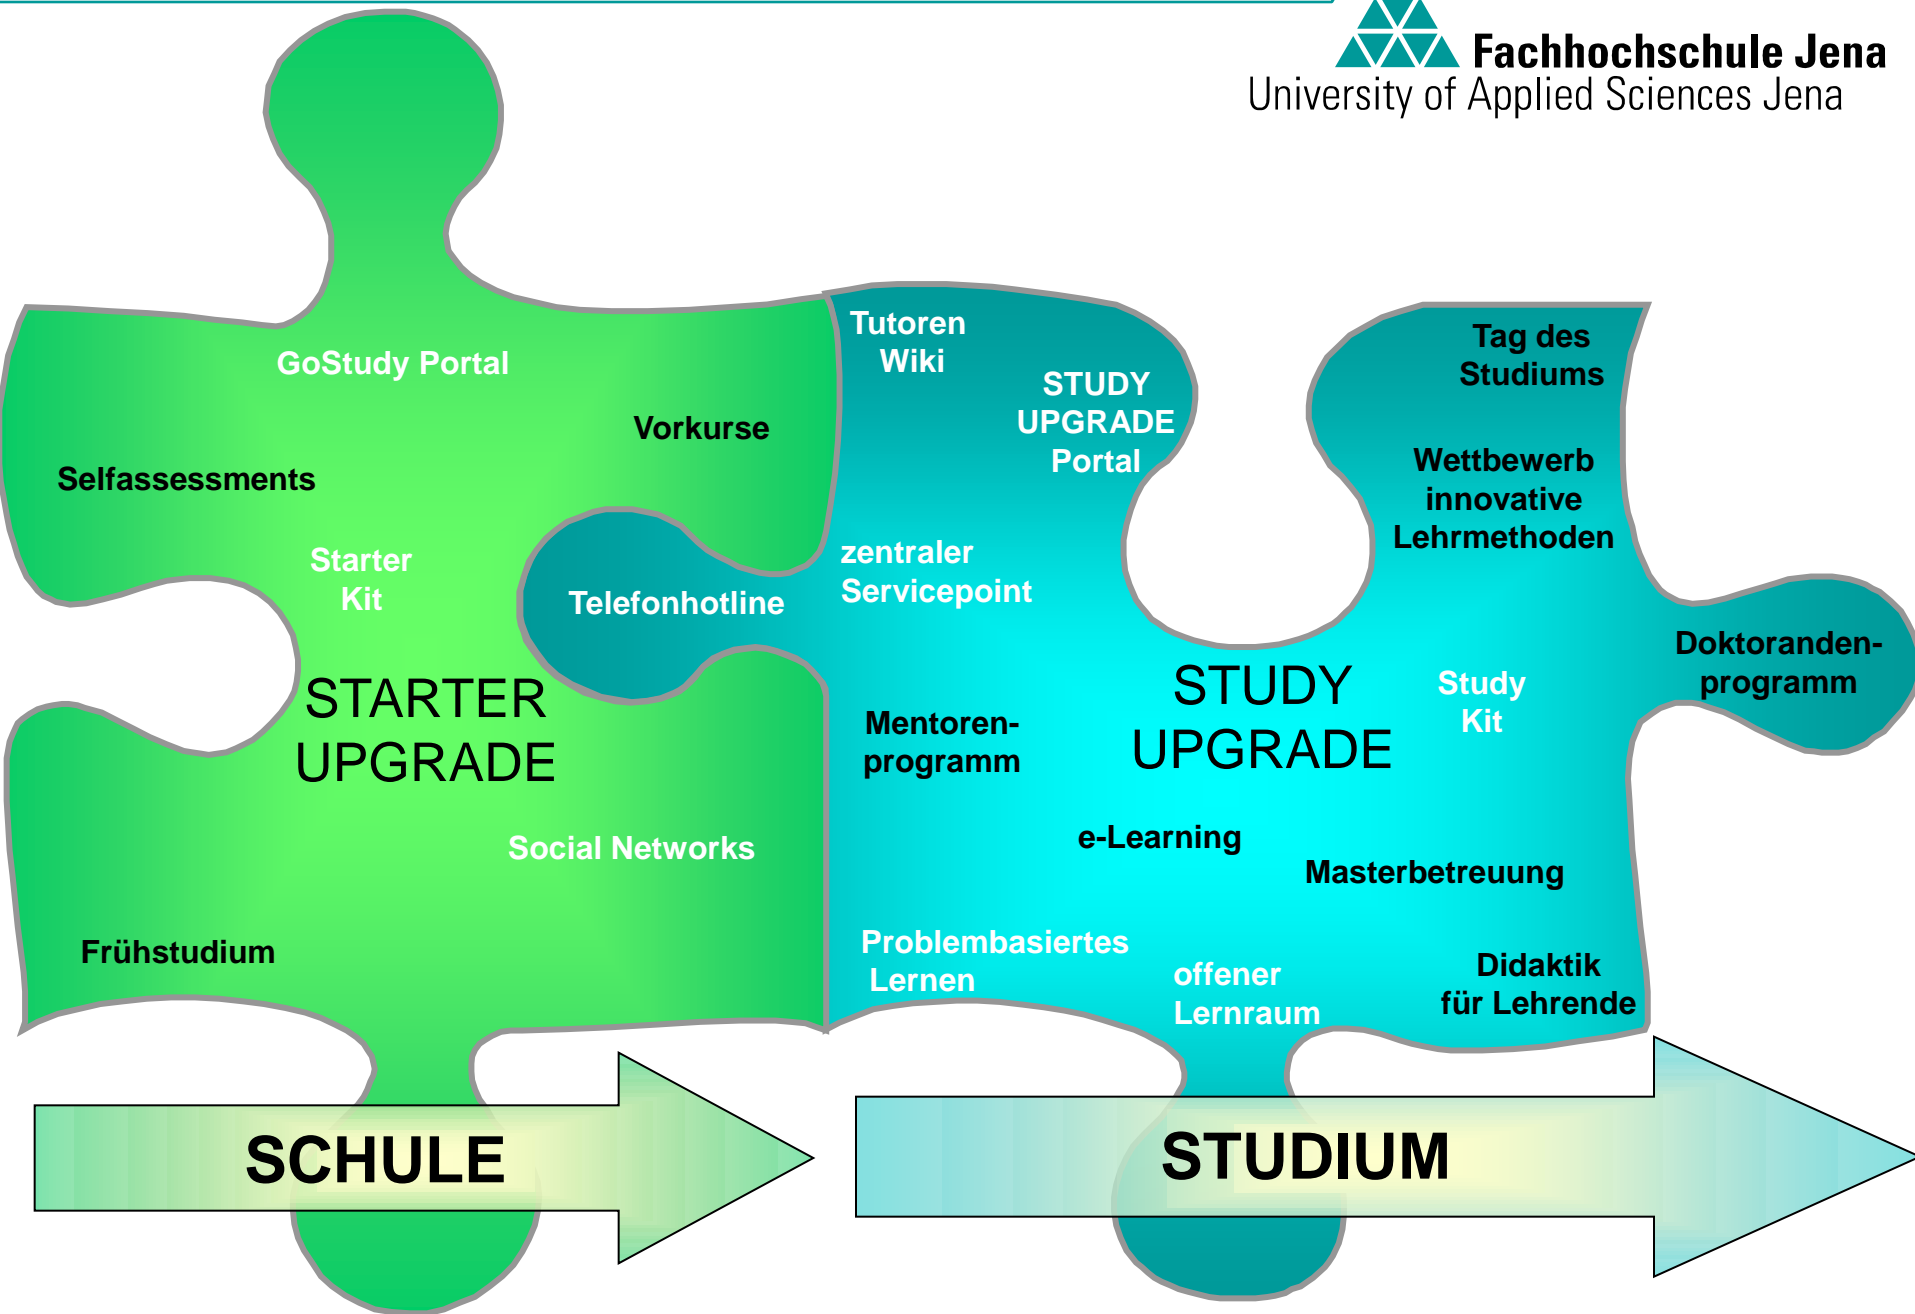 Fachhochschule Jena
University of Applied Sciences Jena
GoStudy Portal
Vorkurse
Selfassessments
Starter
Kit
Telefonhotline
STARTER
UPGRADE
Social Networks
Frühstudium
Tutoren
Wiki
STUDY
UPGRADE
Portal
Tag des
Studiums
Wettbewerb
innovative
Lehrmethoden
zentraler
Servicepoint
Doktoranden-
programm
STUDY
UPGRADE
Study
Kit
Mentoren-
programm
e-Learning
Masterbetreuung
Problembasiertes
Lernen
offener
Lernraum
Didaktik
für Lehrende
SCHULE
STUDIUM